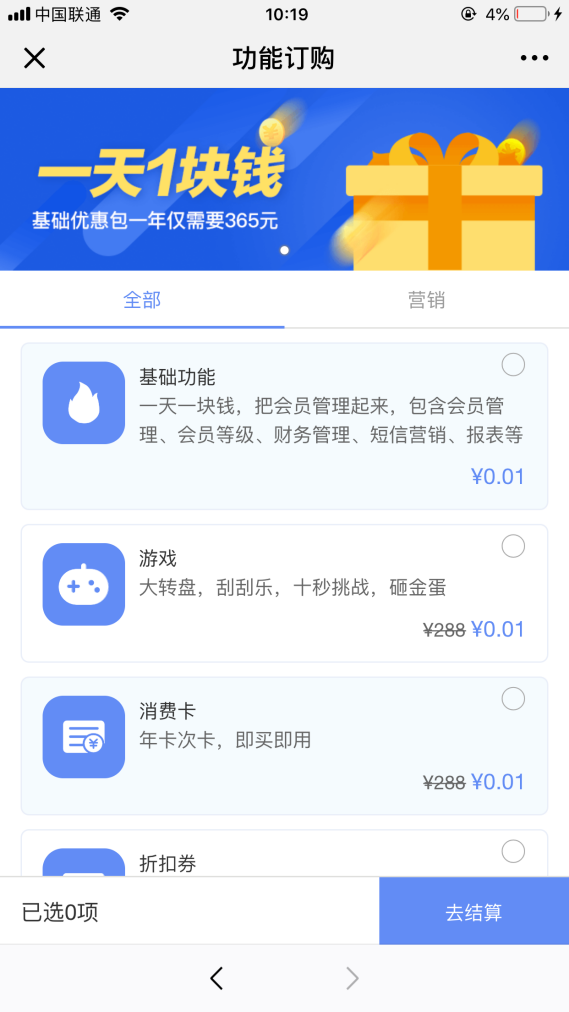 中国联通
10:19
4%
功能订购
一天1块钱
基础优惠包一年仅需要365元
全部
营销
基础功能
一天一块钱，把会员管理起来，包含会员管
理、会员等级、财务管理、短信营销、报表等
¥0.01
游戏
大转盘，刮刮乐，十秒挑战，砸金蛋
¥288 ¥0.01
消费卡
年卡次卡，即买即用
¥288 ¥0.01
折扣券
已选0项
去结算